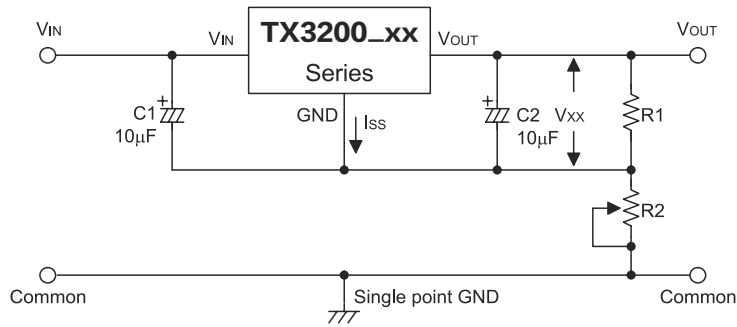 VIN
VIN
TX3200_xx
Series
VOUT
VOUT
C1
10μF
+
GND
ISS
+
C2
10μF
VXX
R1
R2
Common
Single point GND
Common